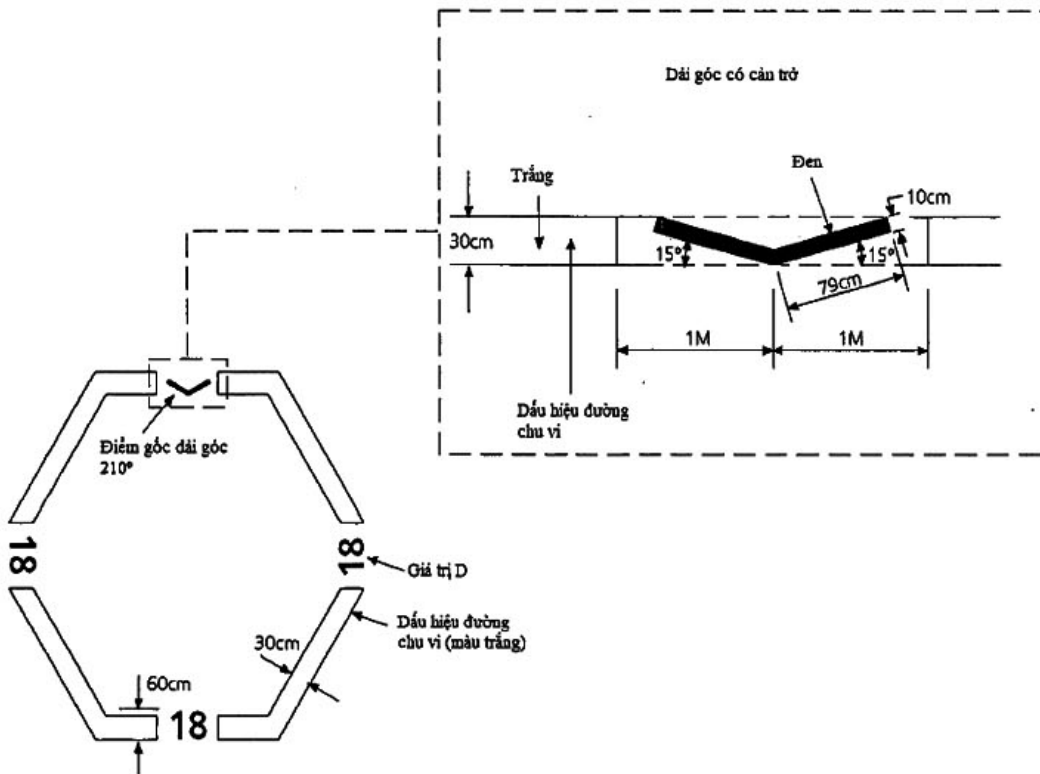 Dải góc có cản trở
Trắng
Đen
10cm
30cm
15°
15°
79cm
1M
1M
Dấu hiệu đường
chu vi
Điểm gốc dải góc
210°
18
18
Giá trị D
Dấu hiệu đường
chu vi (màu trắng)
30cm
60cm
18